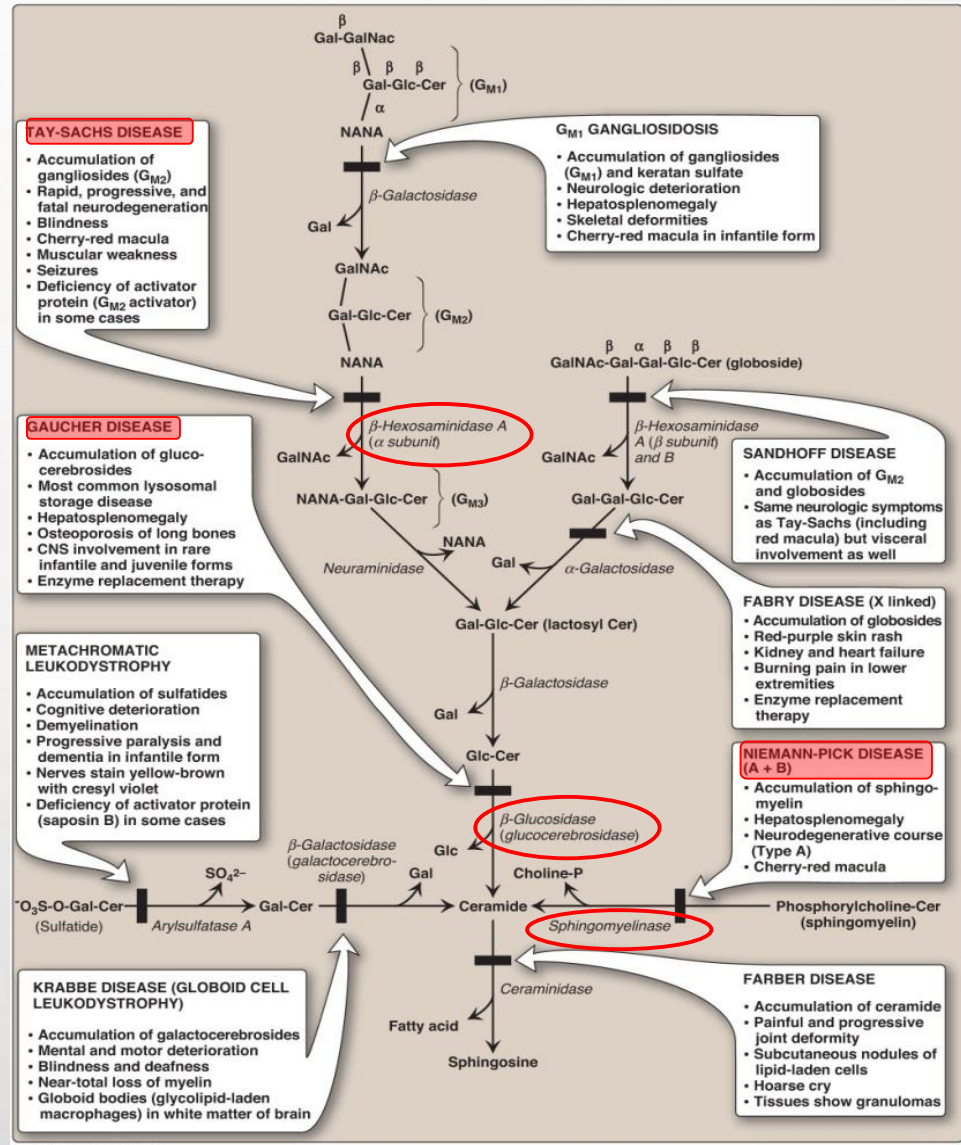 β
Gal-GalNac
β β β
Gal-Glc-Cer
(GM1)
α
NANA
β-Galactosidase
Gal
GalNAc
Gal-Glc-Cer
(GM2)
NANA
β-Hexosaminidase A
(α subunit)
GalNAc
NANA-Gal-Glc-Cer
(GM3)
NANA
Neuraminidase
β α β β
GalNAc-Gal-Gal-Glc-Cer (globoside)
β-Hexosaminidase
A (β subunit)
and B
GalNAc
Gal-Gal-Glc-Cer
Gal
α-Galactosidase
Gal-Glc-Cer (lactosyl Cer)
β-Galactosidase
Gal
Glc-Cer
β-Glucosidase
(glucocerebrosidase)
Glc
Choline-P
Ceramide
Sphingomyelinase
Phosphorylcholine-Cer
(sphingomyelin)
⁻O₃S-O-Gal-Cer
(Sulfatide)
SO₄²⁻
Arylsulfatase A
Gal-Cer
β-Galactosidase
(galactocerebro-
sidase)
Gal
Ceramidase
Fatty acid
Sphingosine
TAY-SACHS DISEASE
• Accumulation of
gangliosides (GM2)
• Rapid, progressive, and
fatal neurodegeneration
• Blindness
• Cherry-red macula
• Muscular weakness
• Seizures
• Deficiency of activator
protein (GM2 activator)
in some cases
GM1 GANGLIOSIDOSIS
• Accumulation of gangliosides
(GM1) and keratan sulfate
• Neurologic deterioration
• Hepatosplenomegaly
• Skeletal deformities
• Cherry-red macula in infantile form
GAUCHER DISEASE
• Accumulation of gluco-
cerebrosides
• Most common lysosomal
storage disease
• Hepatosplenomegaly
• Osteoporosis of long bones
• CNS involvement in rare
infantile and juvenile forms
• Enzyme replacement therapy
SANDHOFF DISEASE
• Accumulation of GM2
and globosides
• Same neurologic symptoms
as Tay-Sachs (including
red macula) but visceral
involvement as well
FABRY DISEASE (X linked)
• Accumulation of globosides
• Red-purple skin rash
• Kidney and heart failure
• Burning pain in lower
extremities
• Enzyme replacement
therapy
METACHROMATIC
LEUKODYSTROPHY
• Accumulation of sulfatides
• Cognitive deterioration
• Demyelination
• Progressive paralysis and
dementia in infantile form
• Nerves stain yellow-brown
with cresyl violet
• Deficiency of activator protein
(saposin B) in some cases
NIEMANN-PICK DISEASE
(A + B)
• Accumulation of sphingo-
myelin
• Hepatosplenomegaly
• Neurodegenerative course
(Type A)
• Cherry-red macula
KRABBE DISEASE (GLOBOID CELL
LEUKODYSTROPHY)
• Accumulation of galactocerebrosides
• Mental and motor deterioration
• Blindness and deafness
• Near-total loss of myelin
• Globoid bodies (glycolipid-laden
macrophages) in white matter of brain
FARBER DISEASE
• Accumulation of ceramide
• Painful and progressive
joint deformity
• Subcutaneous nodules of
lipid-laden cells
• Hoarse cry
• Tissues show granulomas